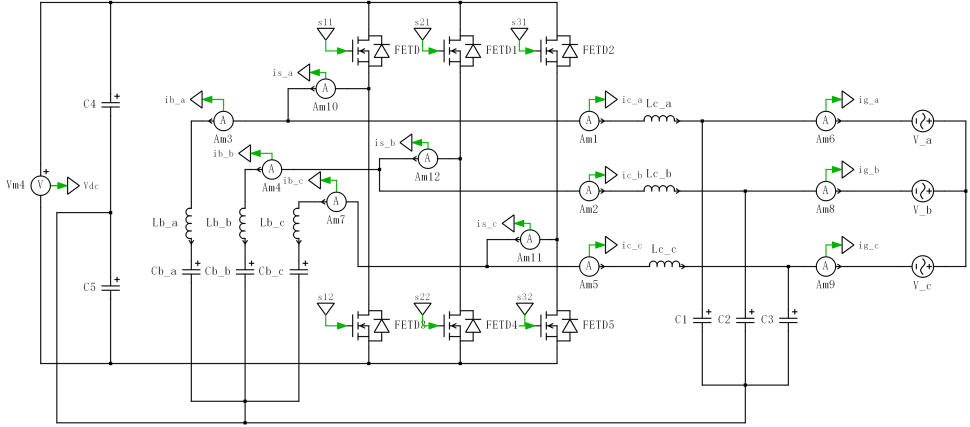 s11 s21 s31
FETD FETD1 FETD2
is_a
Am10
C4
ib_a
A
Am3
ic_a
A
Am1
Lc_a
ig_a
A
Am6
V_a
is_b
A
Am12
ib_b
A
Am4
ib_c
A
Am7
Vm4
V
Vdc
ic_b
A
Am2
Lc_b
ig_b
A
Am8
V_b
Lb_a Lb_b Lb_c
is_c
A
Am11
ic_c
A
Am5
Lc_c
ig_c
A
Am9
V_c
Cb_a Cb_b Cb_c
C5
s12 s22 s32
FETD3 FETD4 FETD5
C1 C2 C3